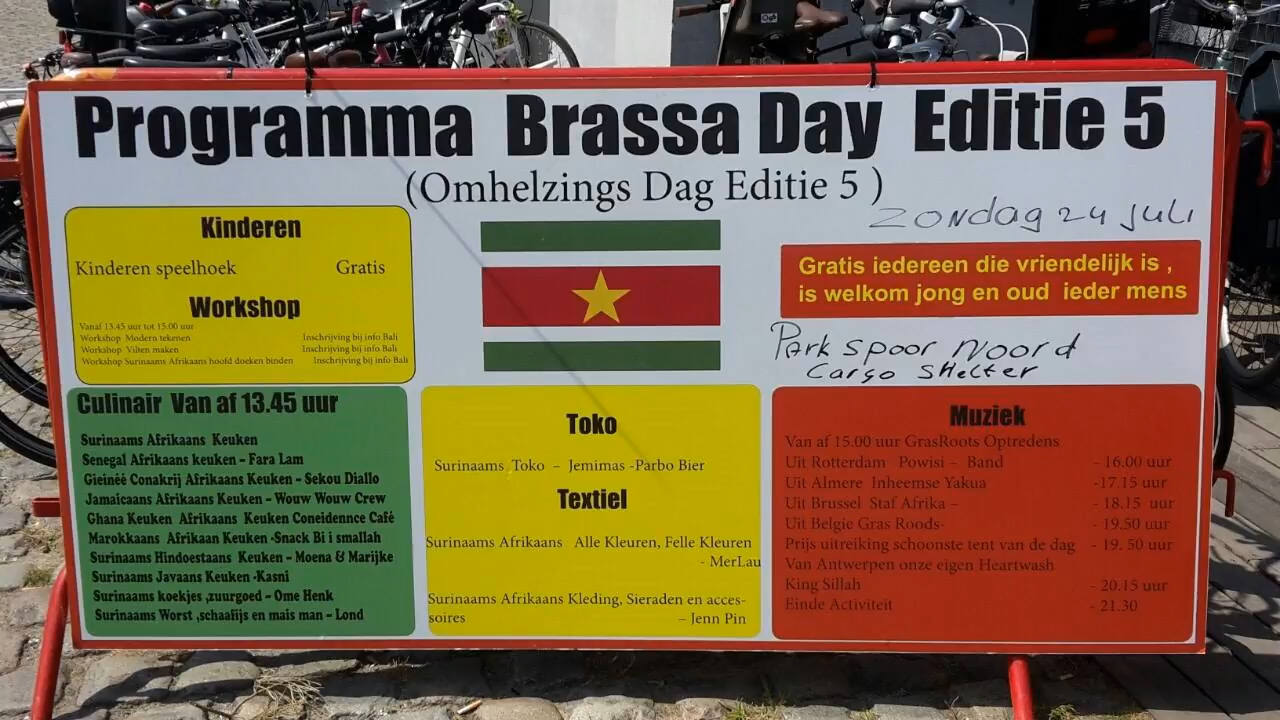 Programma Brassa Day Editie 5
(Omhelzings Dag Editie 5 )
zondag 24 juli
Kinderen
Kinderen speelhoek Gratis
Workshop
Vanaf 13.45 uur tot 15.00 uur
Workshop Modern tekenen Inschrijving bij info Bali
Workshop Vilten maken Inschrijving bij info Bali
Workshop Surinaams Afrikaans hoofd doeken binden Inschrijving bij info Bali
Gratis iedereen die vriendelijk is ,
is welkom jong en oud ieder mens
Park spoor Noord
Cargo SHelter
Culinair Van af 13.45 uur
Surinaams Afrikaans Keuken
Senegal Afrikaans keuken – Fara Lam
Gieinéé Conakrij Afrikaans Keuken – Sekou Diallo
Jamaicaans Afrikaans Keuken – Wouw Wouw Crew
Ghana Keuken Afrikaans Keuken Coneidennce Café
Marokkaans Afrikaan Keuken -Snack Bi i smallah
Surinaams Hindoestaans Keuken – Moena & Marijke
Surinaams Javaans Keuken -Kasni
Surinaams koekjes ,zuurgoed – Ome Henk
Surinaams Worst ,schaafijs en mais man – Lond
Toko
Surinaams Toko – Jemimas -Parbo Bier
Textiel
Surinaams Afrikaans Alle Kleuren, Felle Kleuren
- MerLau
Surinaams Afrikaans Kleding, Sieraden en acces-
soires – Jenn Pin
Muziek
Van af 15.00 uur GrasRoots Optredens
Uit Rotterdam Powisi – Band - 16.00 uur
Uit Almere Inheemse Yakua -17.15 uur
Uit Brussel Staf Afrika – - 18.15 uur
Uit Belgie Gras Roods- - 19.50 uur
Prijs uitreiking schoonste tent van de dag - 19. 50 uur
Van Antwerpen onze eigen Heartwash
King Sillah - 20.15 uur
Einde Activiteit - 21.30